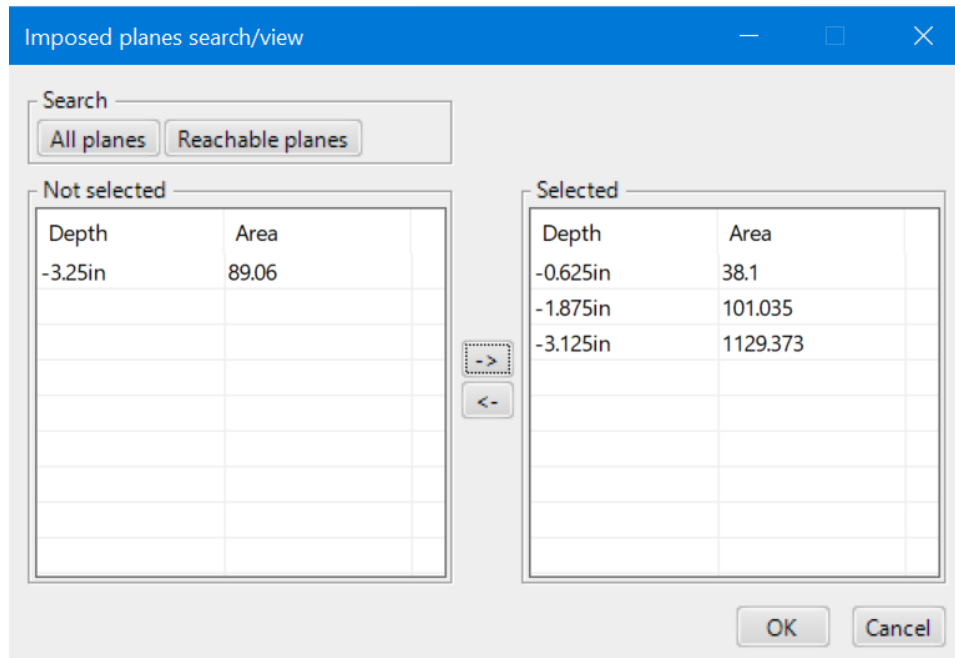 Imposed planes search/view
Search
All planes Reachable planes
Not selected
Depth Area
-3.25in 89.06
->
<-
Selected
Depth Area
-0.625in 38.1
-1.875in 101.035
-3.125in 1129.373
OK Cancel